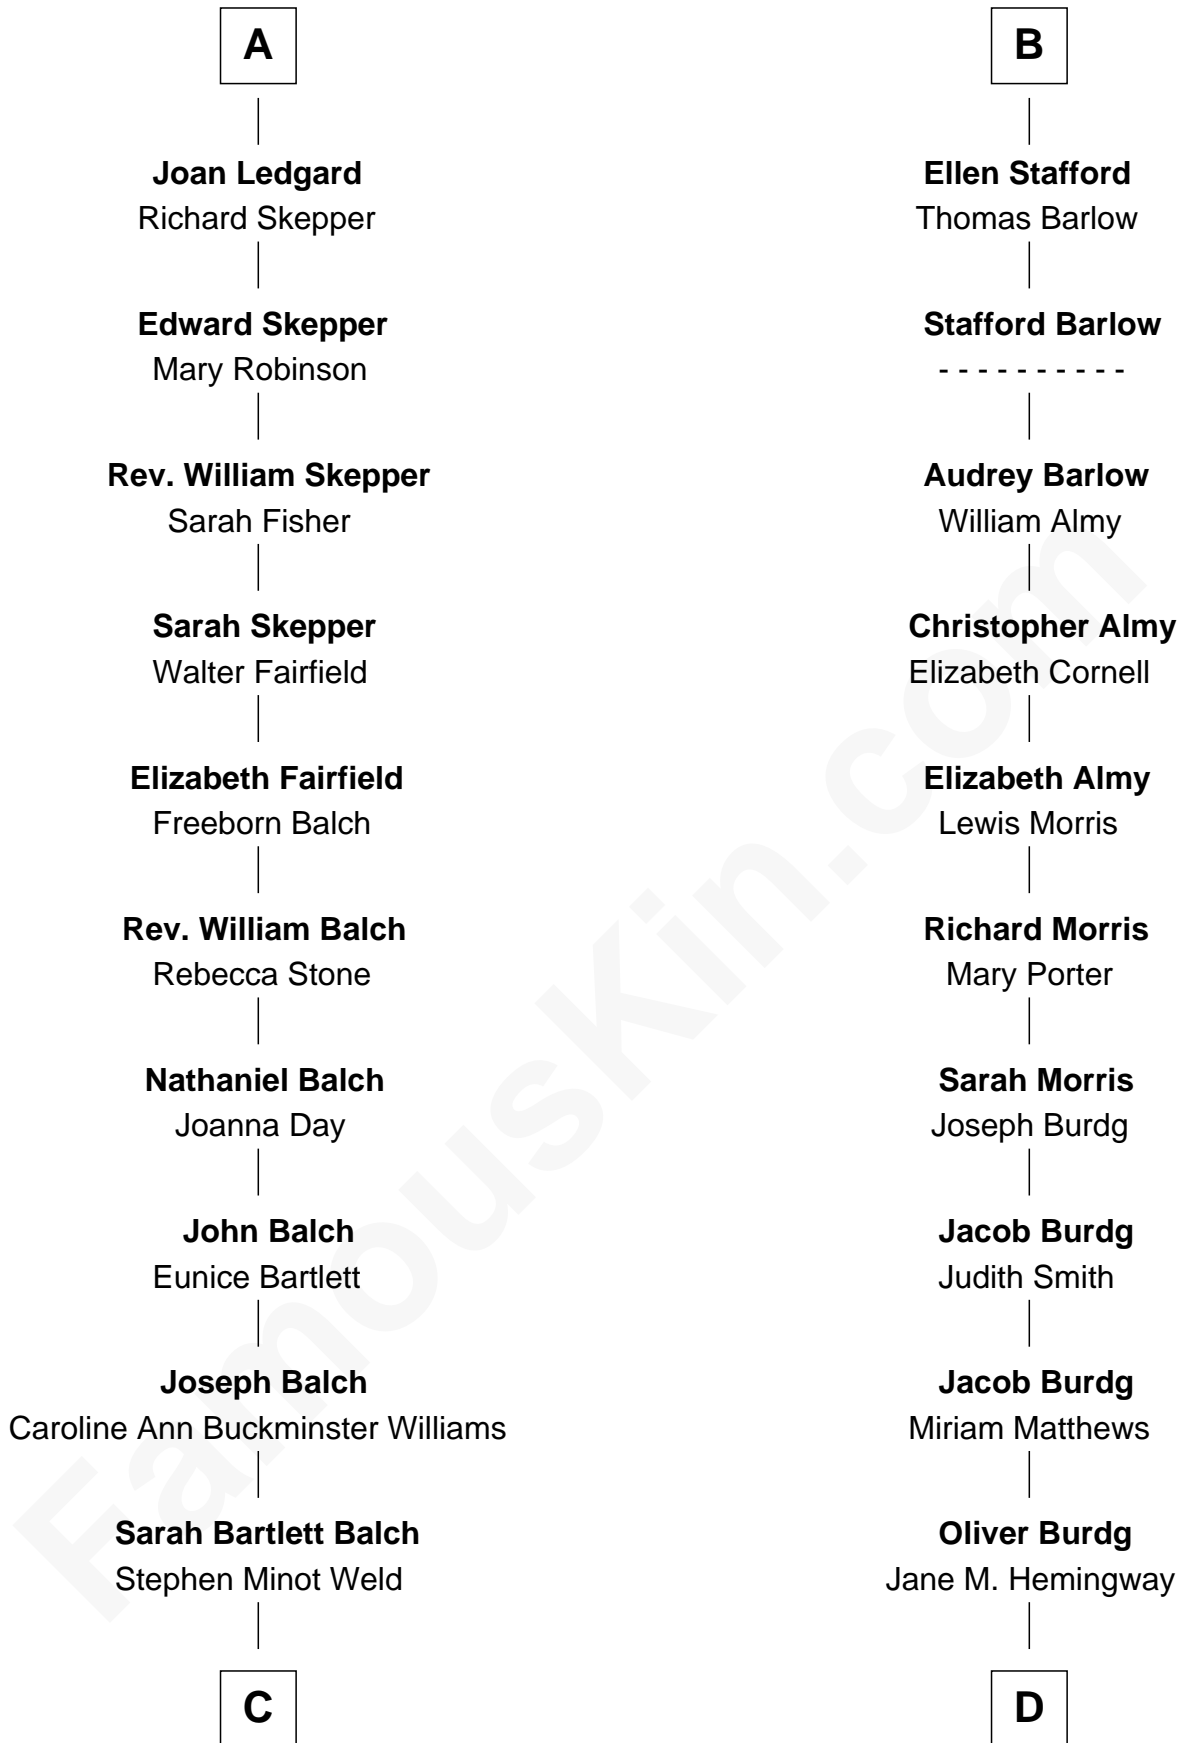 A
Joan Ledgard
Richard Skepper
Edward Skepper
Mary Robinson
Rev. William Skepper
Sarah Fisher
Sarah Skepper
Walter Fairfield
Elizabeth Fairfield
Freeborn Balch
Rev. William Balch
Rebecca Stone
Nathaniel Balch
Joanna Day
John Balch
Eunice Bartlett
Joseph Balch
Caroline Ann Buckminster Williams
Sarah Bartlett Balch
Stephen Minot Weld
C
B
Ellen Stafford
Thomas Barlow
Stafford Barlow
- - - - - - - - - -
Audrey Barlow
William Almy
Christopher Almy
Elizabeth Cornell
Elizabeth Almy
Lewis Morris
Richard Morris
Mary Porter
Sarah Morris
Joseph Burdg
Jacob Burdg
Judith Smith
Jacob Burdg
Miriam Matthews
Oliver Burdg
Jane M. Hemingway
D
FamousKin.com